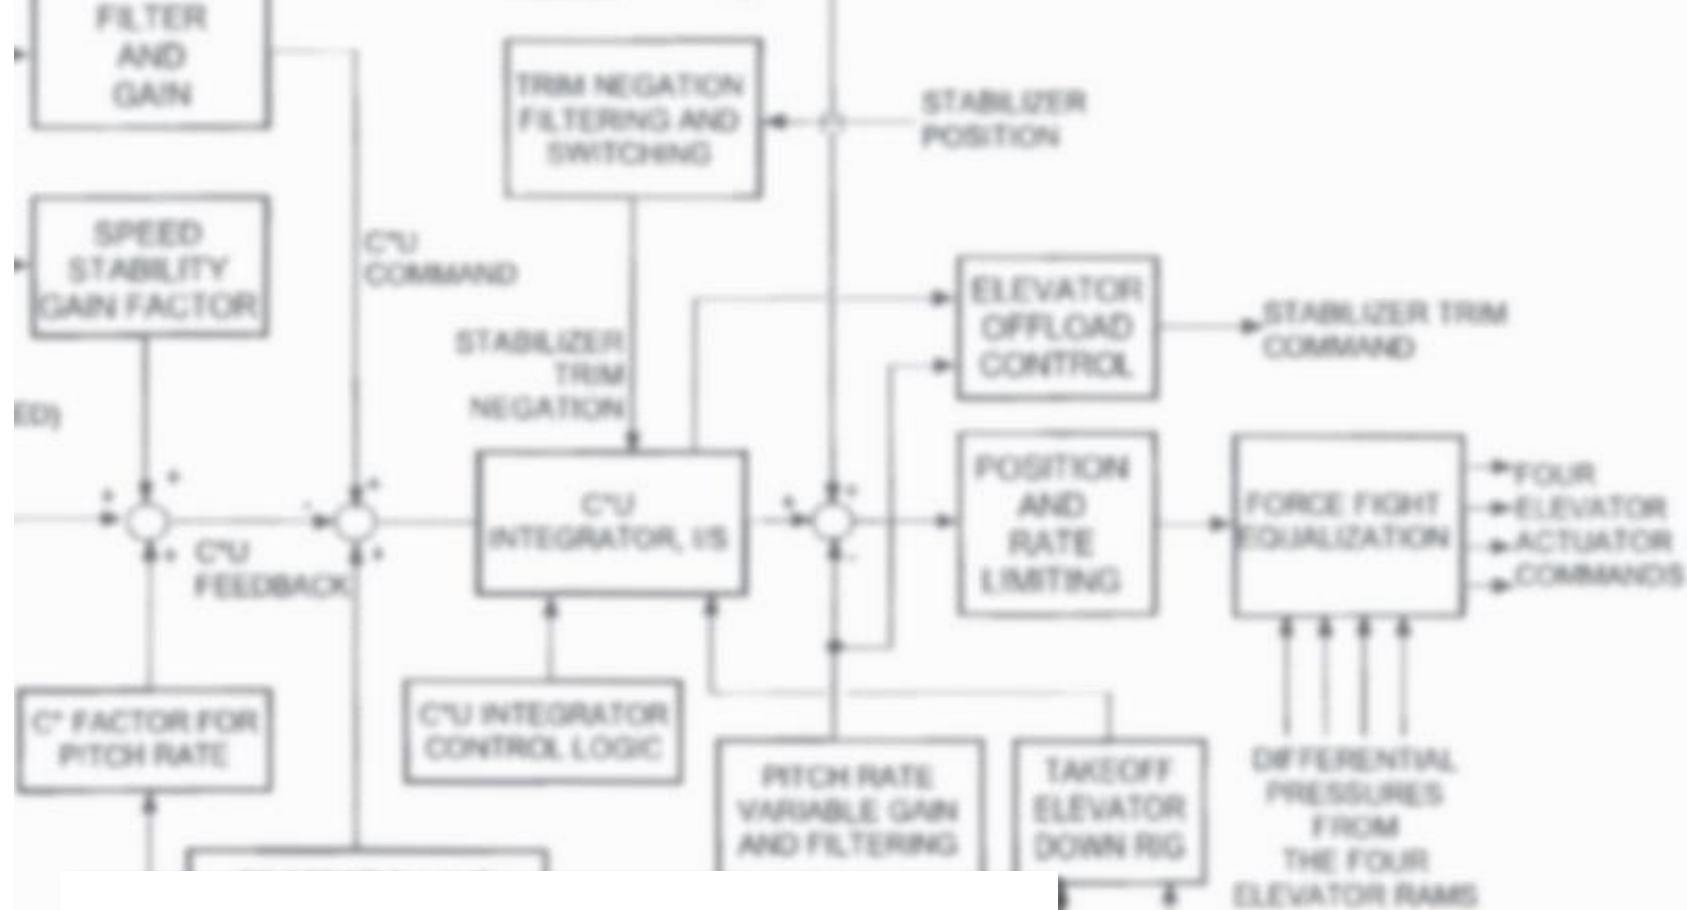 FILTER
AND
GAIN
TRIM NEGATION
FILTERING AND
SWITCHING
STABILIZER
POSITION
SPEED
STABILITY
GAIN FACTOR
C*U
COMMAND
ELEVATOR
OFFLOAD
CONTROL
STABILIZER TRIM
COMMAND
STABILIZER
TRIM
NEGATION
ED)
+
+
-
+
C*U
INTEGRATOR, I/S
+
+
POSITION
AND
RATE
LIMITING
FORCE FIGHT
EQUALIZATION
FOUR
ELEVATOR
ACTUATOR
COMMANDS
+
C*U
FEEDBACK
+
-
C* FACTOR FOR
PITCH RATE
C*U INTEGRATOR
CONTROL LOGIC
PITCH RATE
VARIABLE GAIN
AND FILTERING
TAKEOFF
ELEVATOR
DOWN RIG
DIFFERENTIAL
PRESSURES
FROM
THE FOUR
ELEVATOR RAMS